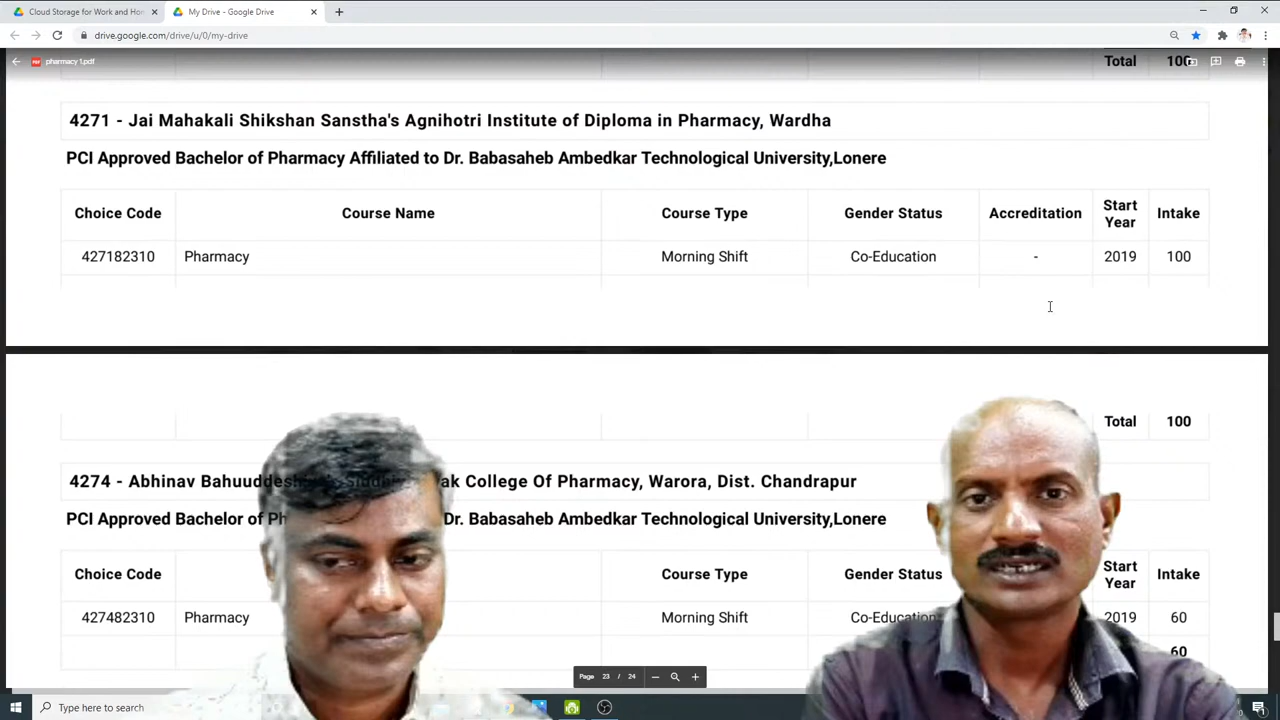 Cloud Storage for Work and Hom
My Drive - Google Drive
drive.google.com/drive/u/0/my-drive
pharmacy 1.pdf
Total 100
4271 - Jai Mahakali Shikshan Sanstha's Agnihotri Institute of Diploma in Pharmacy, Wardha
PCI Approved Bachelor of Pharmacy Affiliated to Dr. Babasaheb Ambedkar Technological University,Lonere
Choice Code Course Name Course Type Gender Status Accreditation Start Year Intake
427182310 Pharmacy Morning Shift Co-Education - 2019 100
Total 100
4274 - Abhinav College Of Pharmacy, Warora, Dist. Chandrapur
PCI Approved Bachelor of Dr. Babasaheb Ambedkar Technological University,Lonere
Choice Code Course Type Gender Status Start Year Intake
427482310 Pharmacy Morning Shift Co-Education 2019 60
60
Page 23 / 24
Type here to search